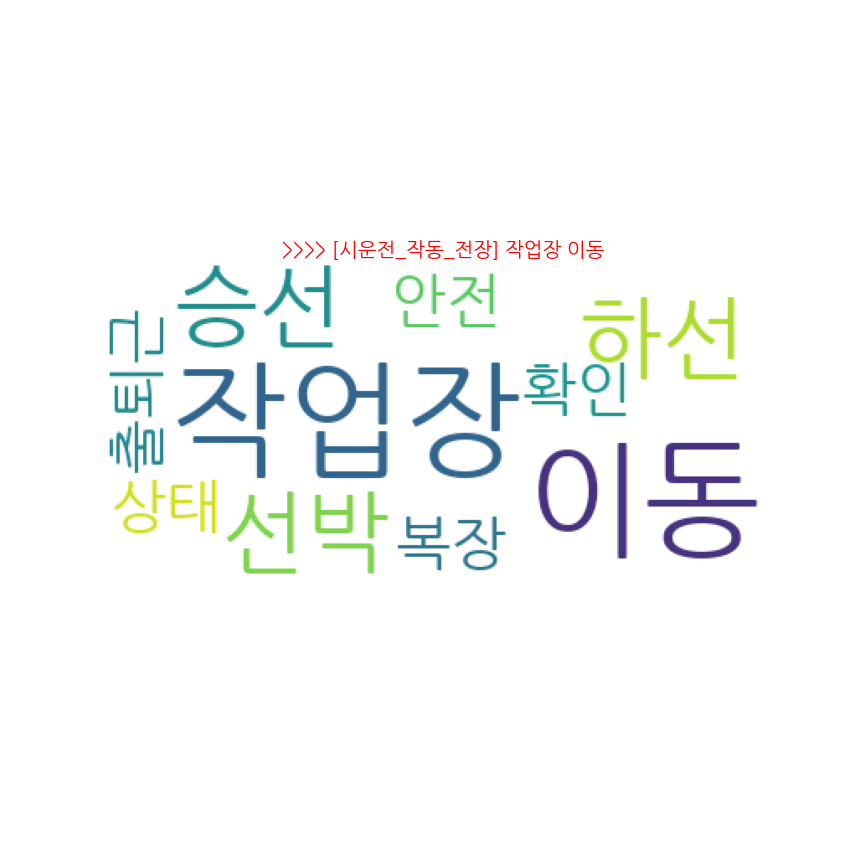 >>>> [시운전_작동_전장] 작업장 이동
승선
안전
하선
출퇴근
작업장
확인
상태
선박
복장
이동